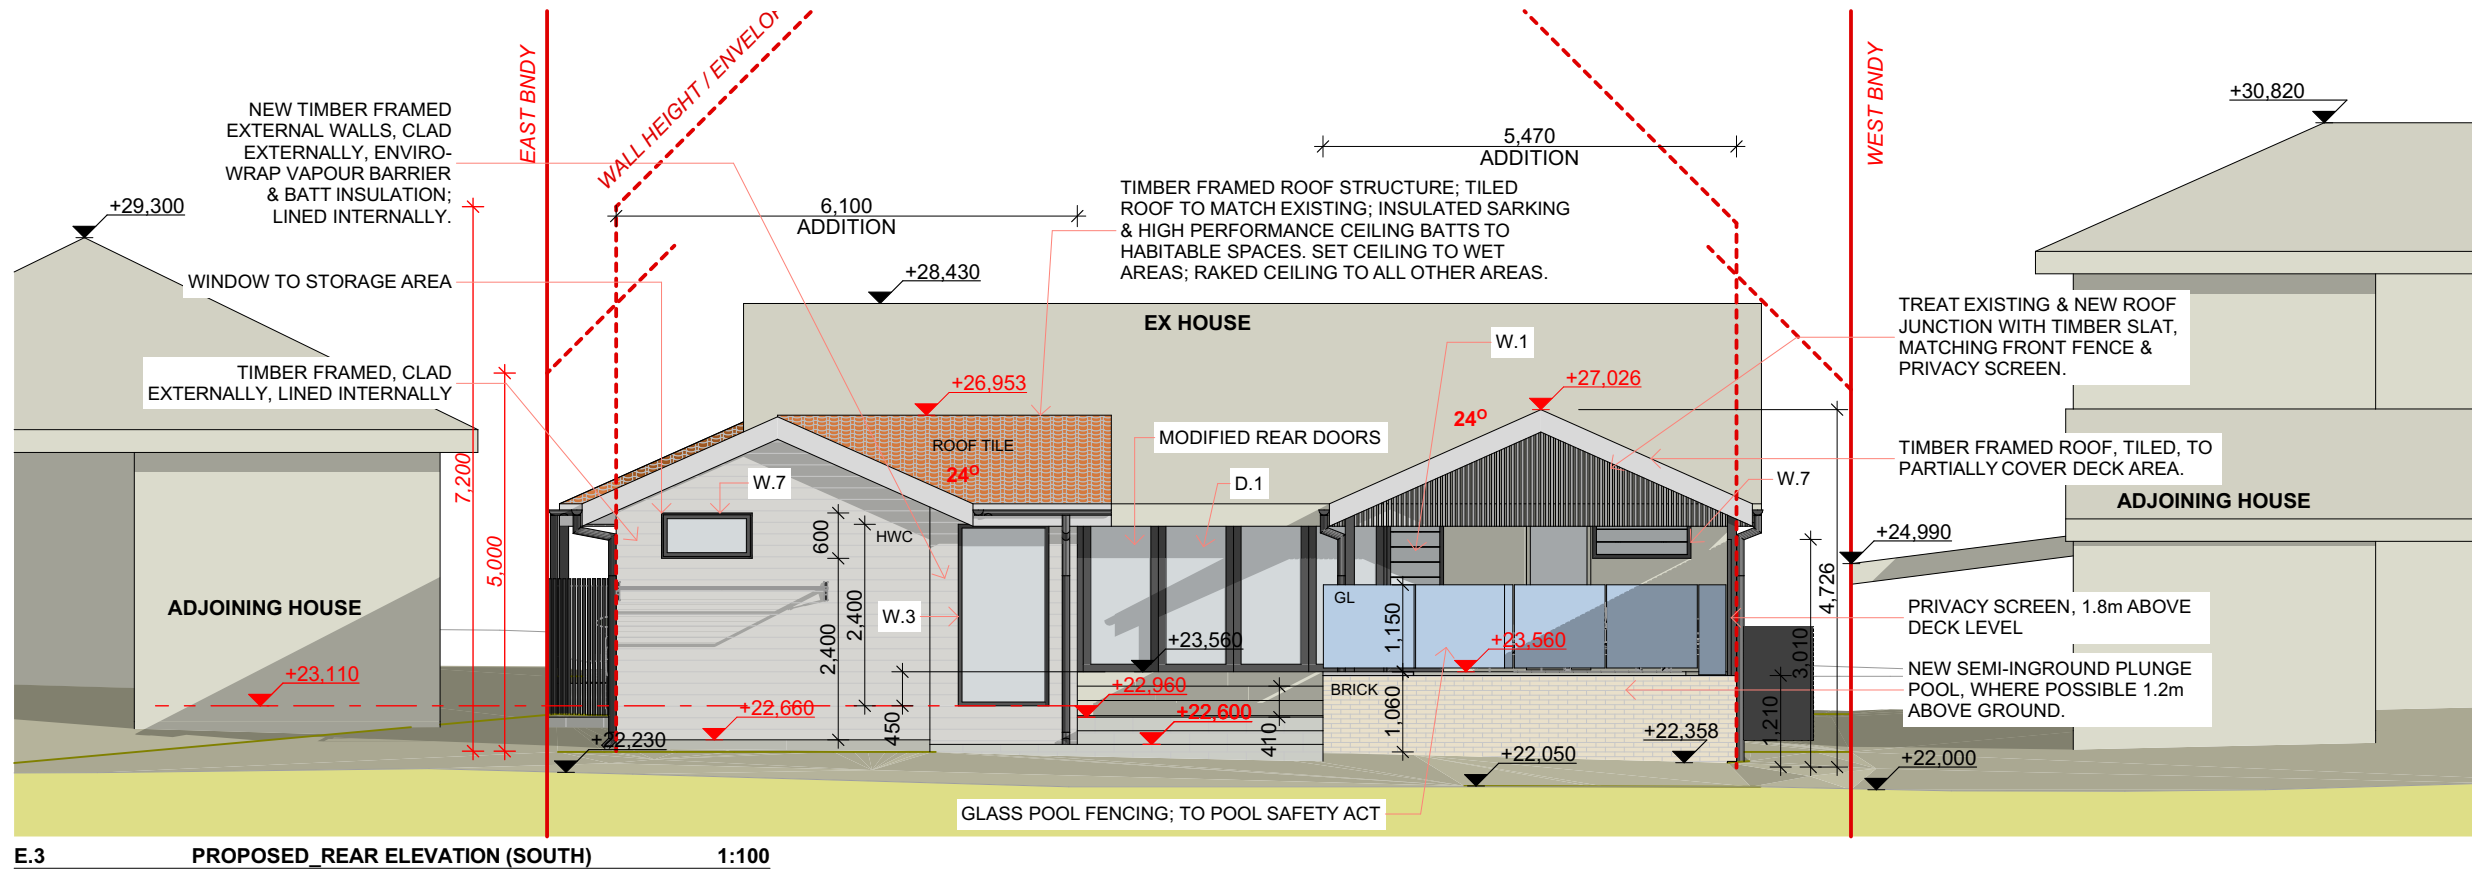 NEW TIMBER FRAMED
EXTERNAL WALLS, CLAD
EXTERNALLY, ENVIRO-
WRAP VAPOUR BARRIER
& BATT INSULATION;
LINED INTERNALLY.
EAST BNDY
WALL HEIGHT /
WEST BNDY
+30,820
5,470
ADDITION
+29,300
6,100
ADDITION
TIMBER FRAMED ROOF STRUCTURE; TILED
ROOF TO MATCH EXISTING; INSULATED SARKING
& HIGH PERFORMANCE CEILING BATTS TO
HABITABLE SPACES. SET CEILING TO WET
AREAS; RAKED CEILING TO ALL OTHER AREAS.
WINDOW TO STORAGE AREA
+28,430
EX HOUSE
W.1
TREAT EXISTING & NEW ROOF
JUNCTION WITH TIMBER SLAT,
MATCHING FRONT FENCE &
PRIVACY SCREEN.
TIMBER FRAMED, CLAD
EXTERNALLY, LINED INTERNALLY
+26,953
+27,026
24°
ROOF TILE
24°
MODIFIED REAR DOORS
TIMBER FRAMED ROOF, TILED, TO
PARTIALLY COVER DECK AREA.
7,200
W.7
D.1
W.7
ADJOINING HOUSE
5,000
600
HWC
+24,990
2,400
2,400
4,726
ADJOINING HOUSE
W.3
GL
1,150
PRIVACY SCREEN, 1.8m ABOVE
DECK LEVEL
+23,560
+23,560
3,010
+23,110
+22,960
BRICK
NEW SEMI-INGROUND PLUNGE
POOL, WHERE POSSIBLE 1.2m
ABOVE GROUND.
+22,660
450
+22,600
410
1,060
1,210
+22,230
+22,358
+22,050
+22,000
GLASS POOL FENCING; TO POOL SAFETY ACT
E.3 PROPOSED_REAR ELEVATION (SOUTH) 1:100